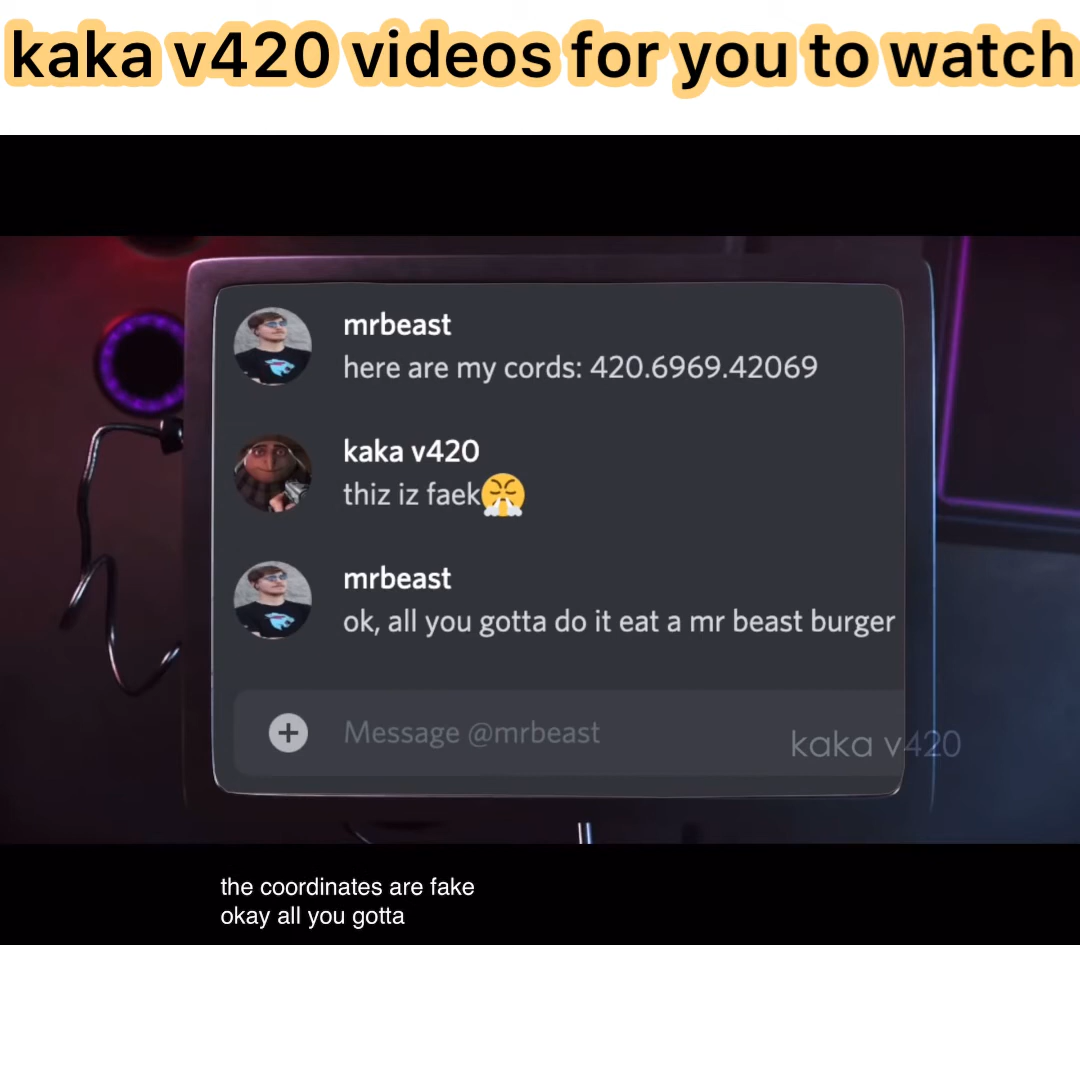 kaka v420 videos for you to watch
mrbeast
here are my cords: 420.6969.42069
kaka v420
thiz iz faek😤
mrbeast
ok, all you gotta do it eat a mr beast burger
Message @mrbeast
kaka v420
the coordinates are fake
okay all you gotta